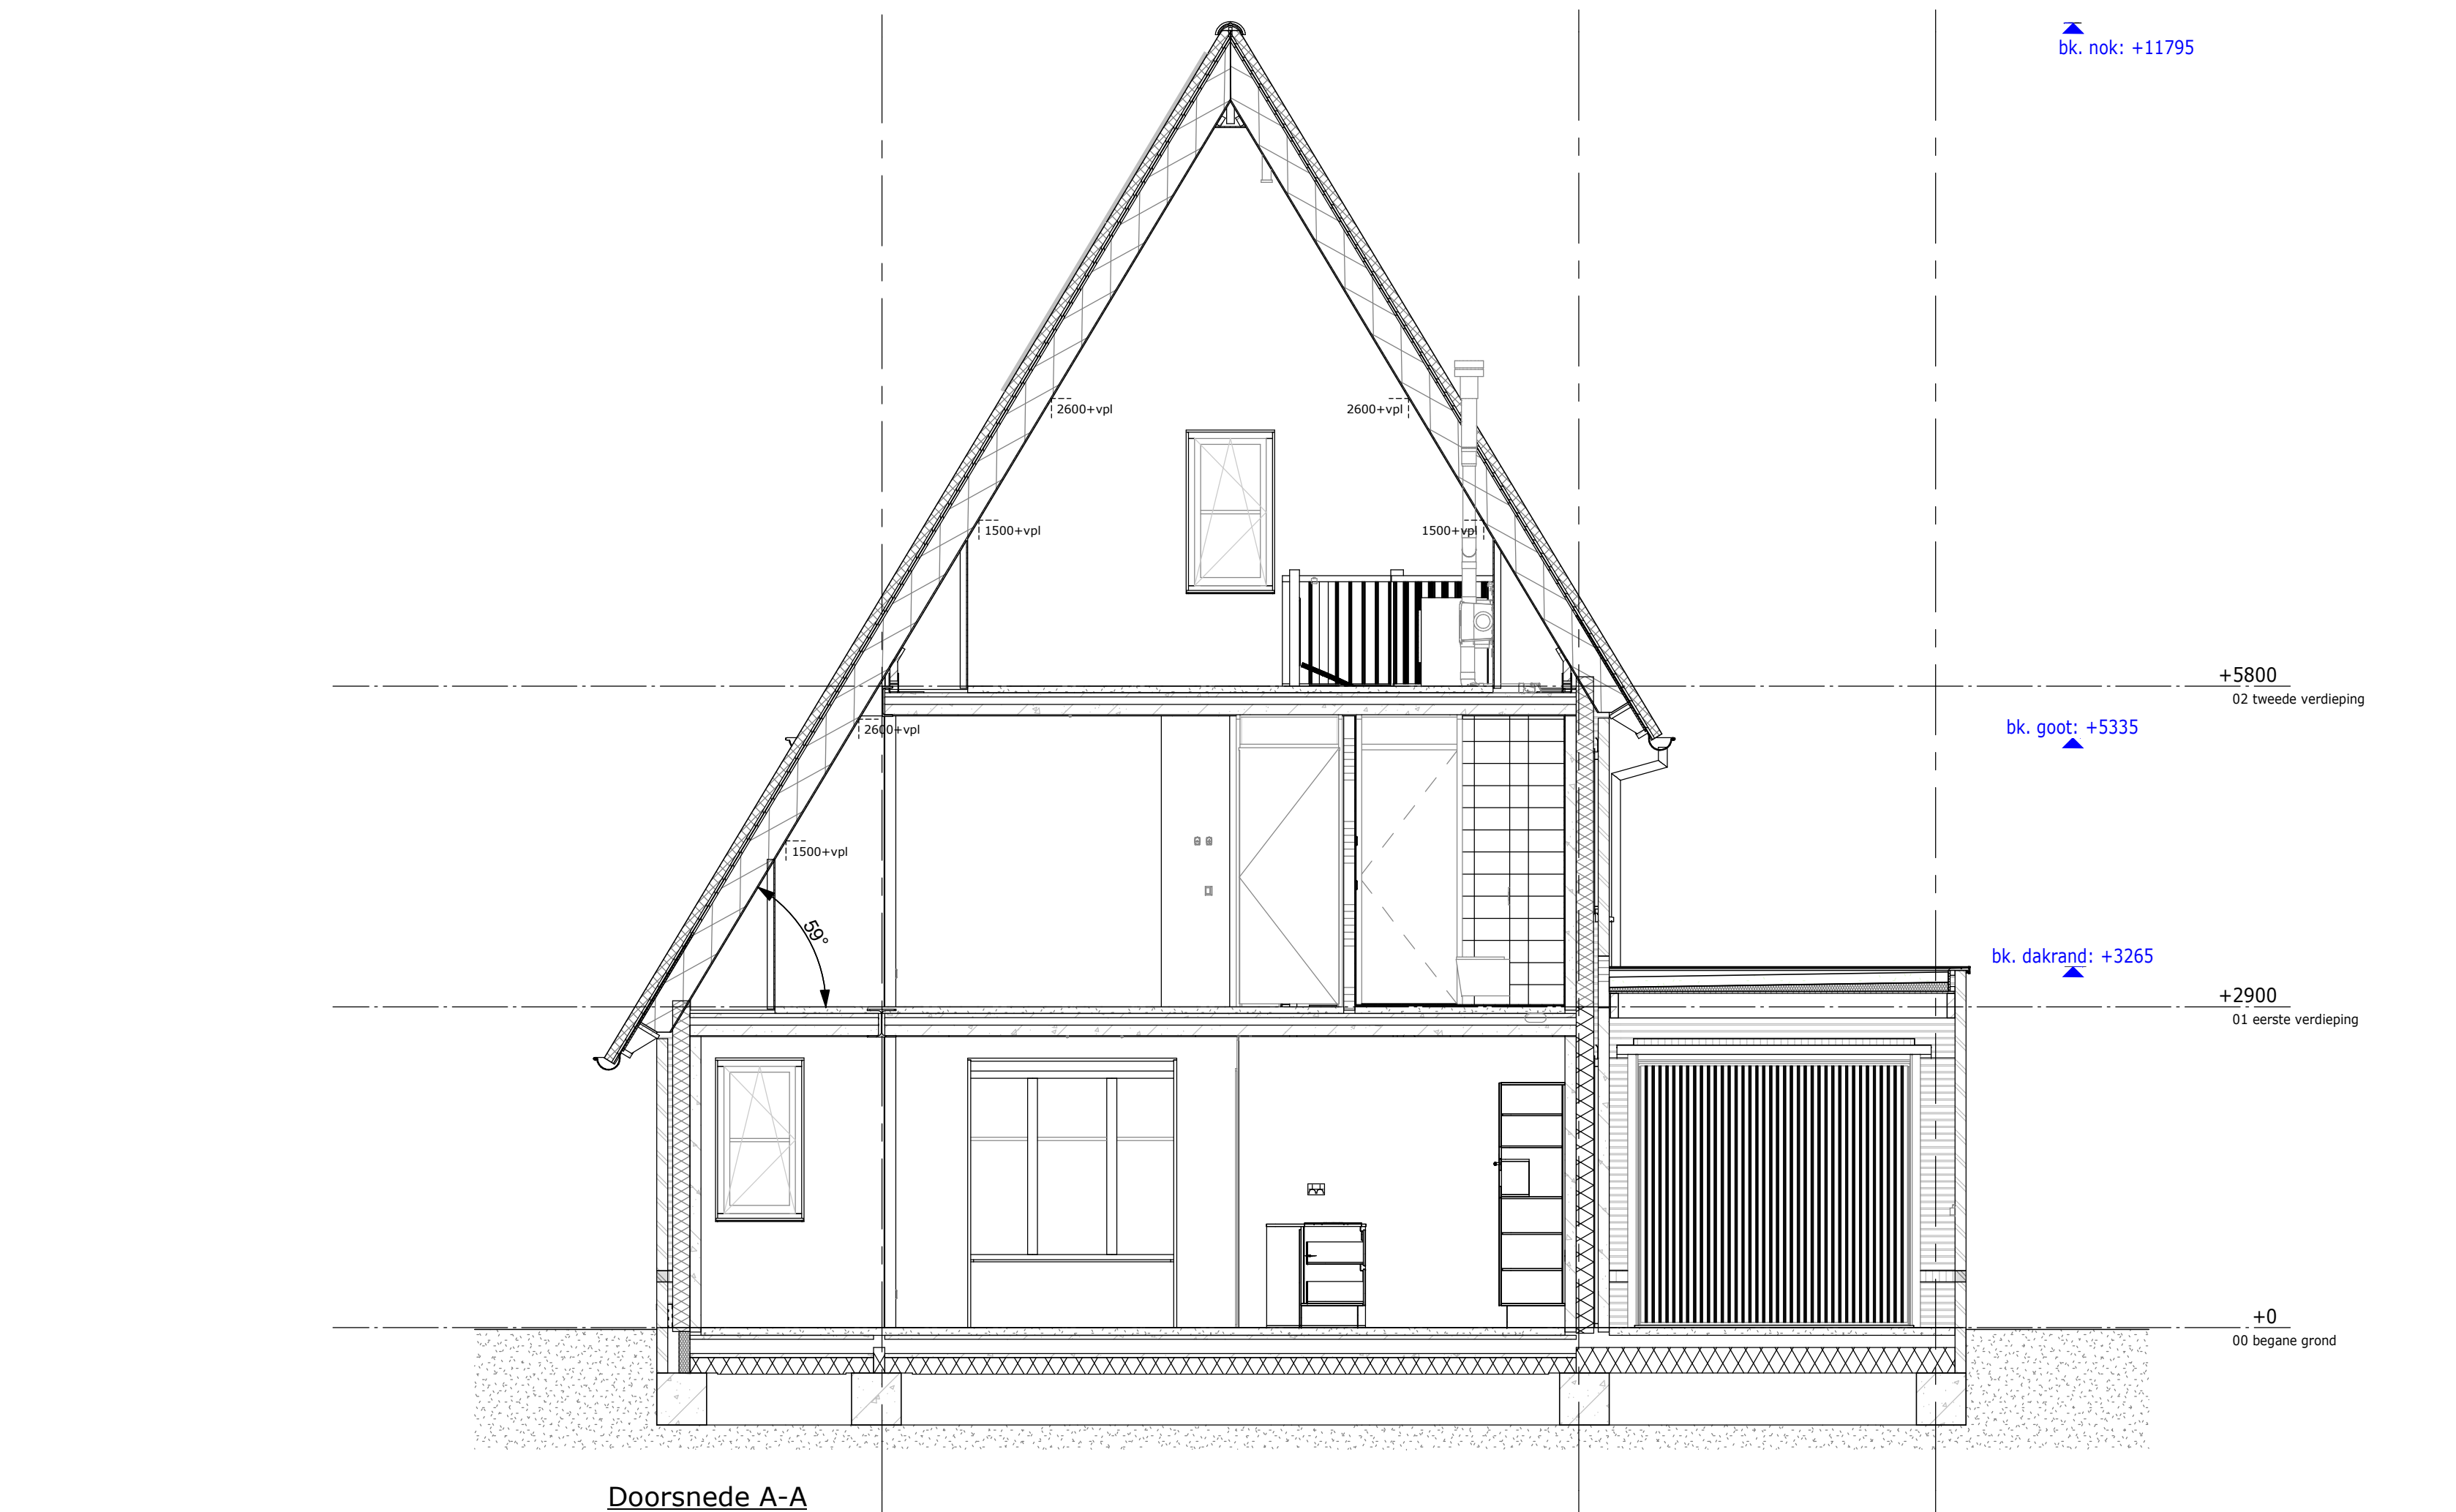 bk. nok: +11795
2600+vpl
2600+vpl
1500+vpl
1500+vpl
+5800
02 tweede verdieping
bk. goot: +5335
2600+vpl
1500+vpl
59°
bk. dakrand: +3265
+2900
01 eerste verdieping
+0
00 begane grond
Doorsnede A-A